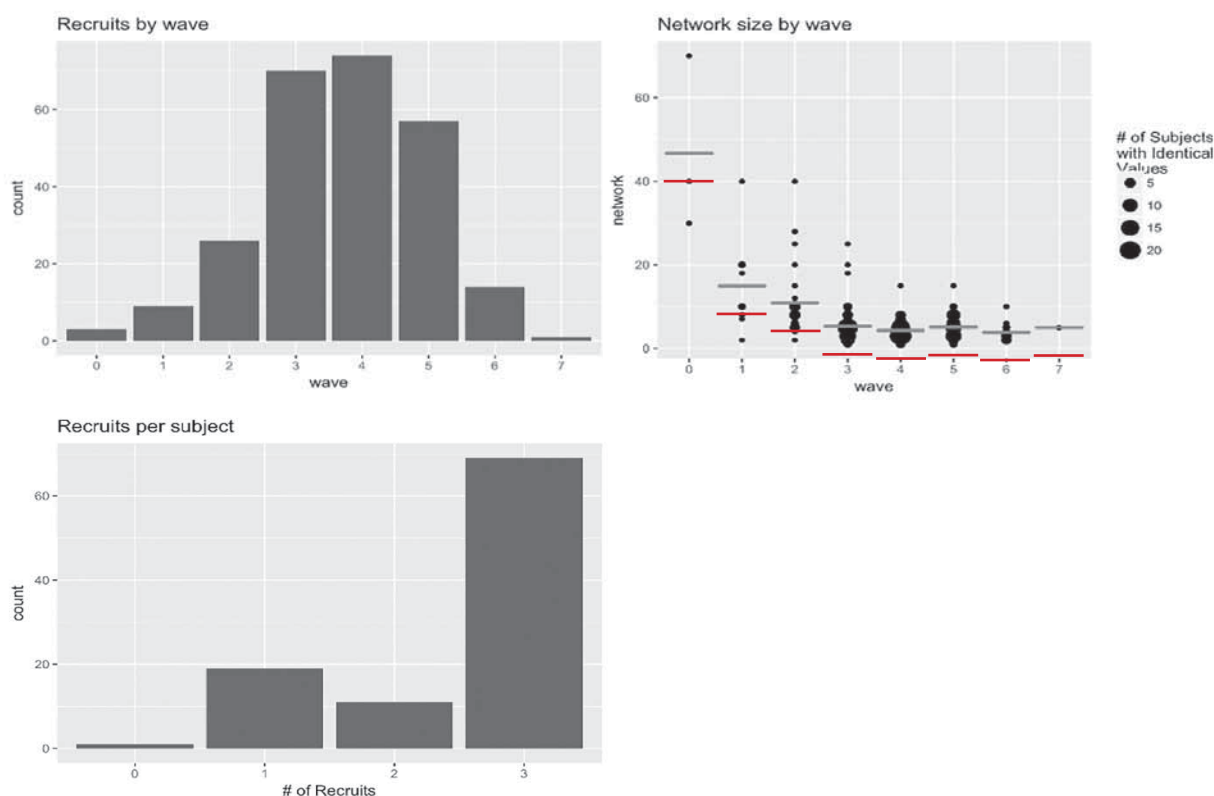 Recruits by wave
count
60
40
20
0
0 1 2 3 4 5 6 7
wave
Network size by wave
network
60
40
20
0
0 1 2 3 4 5 6 7
wave
# of Subjects
with Identical
Values
5
10
15
20
Recruits per subject
count
60
40
20
0
0 1 2 3
# of Recruits